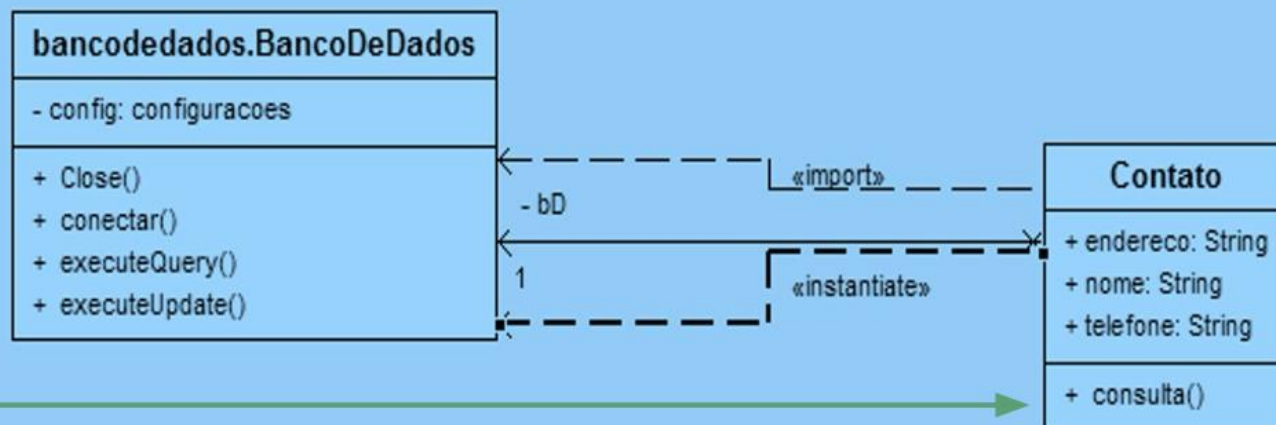 bancodedados.BancoDeDados
- config: configuracoes
+ Close()
+ conectar()
+ executeQuery()
+ executeUpdate()
«import»
- bD
1
«instantiate»
Contato
+ endereco: String
+ nome: String
+ telefone: String
+ consulta()